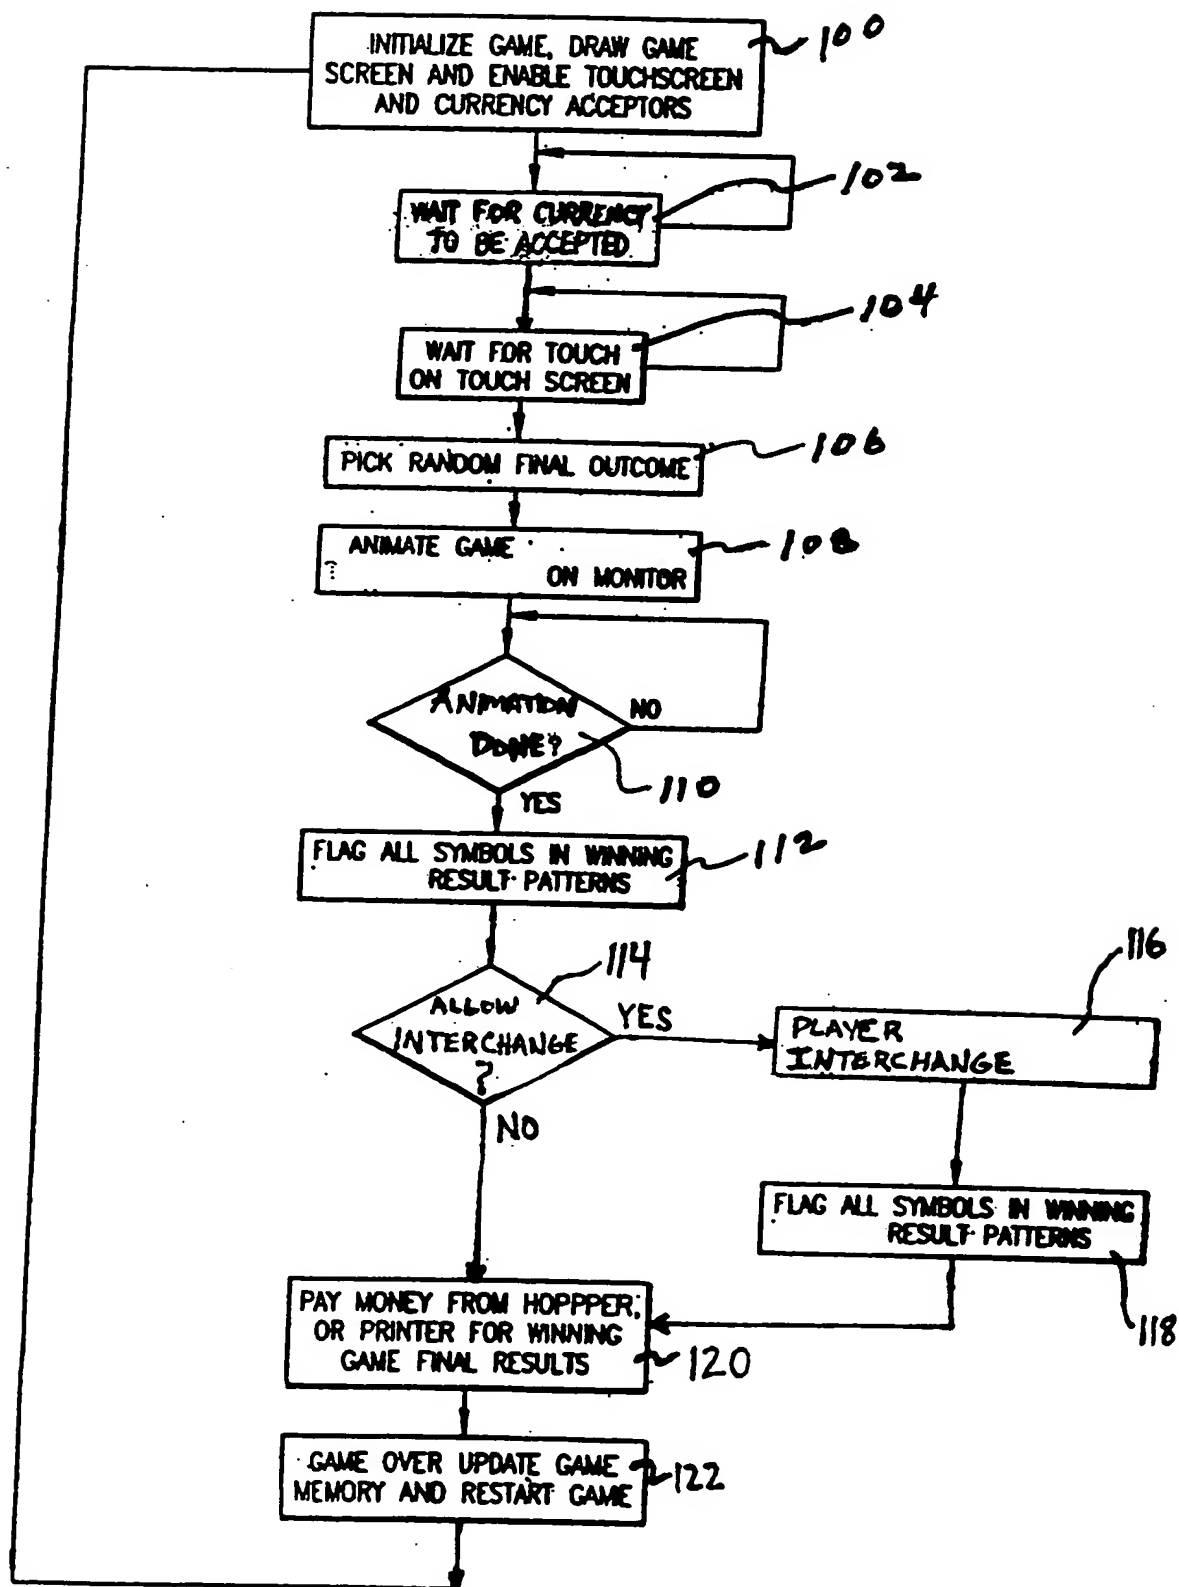 INITIALIZE GAME, DRAW GAME
SCREEN AND ENABLE TOUCHSCREEN
AND CURRENCY ACCEPTORS
100
WAIT FOR CURRENCY
TO BE ACCEPTED
102
WAIT FOR TOUCH
ON TOUCH SCREEN
104
PICK RANDOM FINAL OUTCOME
106
ANIMATE GAME
ON MONITOR
108
ANIMATION
DONE?
NO
110
YES
FLAG ALL SYMBOLS IN WINNING
RESULT PATTERNS
112
ALLOW
INTERCHANGE
?
114
YES
NO
PLAYER
INTERCHANGE
116
FLAG ALL SYMBOLS IN WINNING
RESULT PATTERNS
118
PAY MONEY FROM HOPPPER,
OR PRINTER FOR WINNING
GAME FINAL RESULTS
120
GAME OVER UPDATE GAME
MEMORY AND RESTART GAME
122